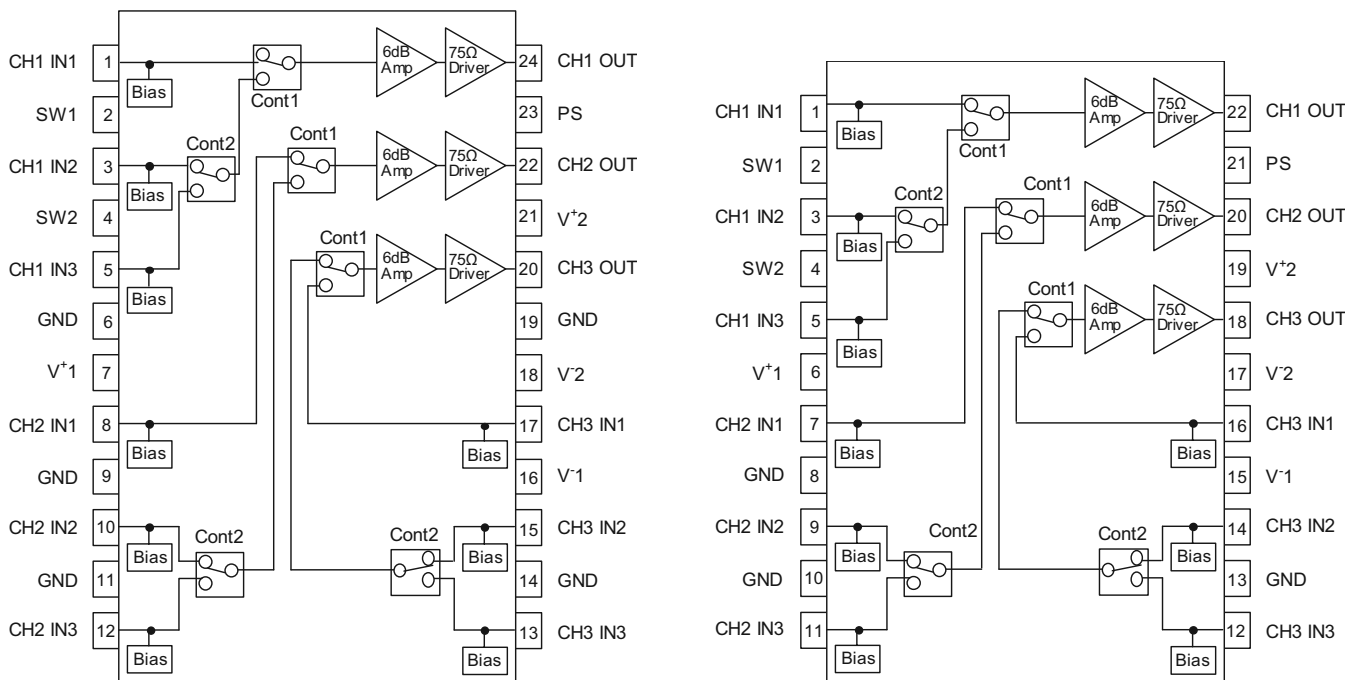 CH1 IN1 1
Bias
SW1 2
CH1 IN2 3
Bias
SW2 4
CH1 IN3 5
Bias
GND 6
V+1 7
CH2 IN1 8
Bias
GND 9
CH2 IN2 10
Bias
GND 11
CH2 IN3 12
Bias
Cont1
Cont2
Cont1
Cont1
Cont2
Cont2
6dB Amp
75Ω Driver
6dB Amp
75Ω Driver
6dB Amp
75Ω Driver
24 CH1 OUT
23 PS
22 CH2 OUT
21 V+2
20 CH3 OUT
19 GND
18 V-2
17 CH3 IN1
Bias
16 V-1
15 CH3 IN2
Bias
14 GND
13 CH3 IN3
Bias
CH1 IN1 1
Bias
SW1 2
CH1 IN2 3
Bias
SW2 4
CH1 IN3 5
Bias
V+1 6
CH2 IN1 7
Bias
GND 8
CH2 IN2 9
Bias
GND 10
CH2 IN3 11
Bias
Cont1
Cont2
Cont1
Cont1
Cont2
Cont2
6dB Amp
75Ω Driver
6dB Amp
75Ω Driver
6dB Amp
75Ω Driver
22 CH1 OUT
21 PS
20 CH2 OUT
19 V+2
18 CH3 OUT
17 V-2
16 CH3 IN1
Bias
15 V-1
14 CH3 IN2
Bias
13 GND
12 CH3 IN3
Bias